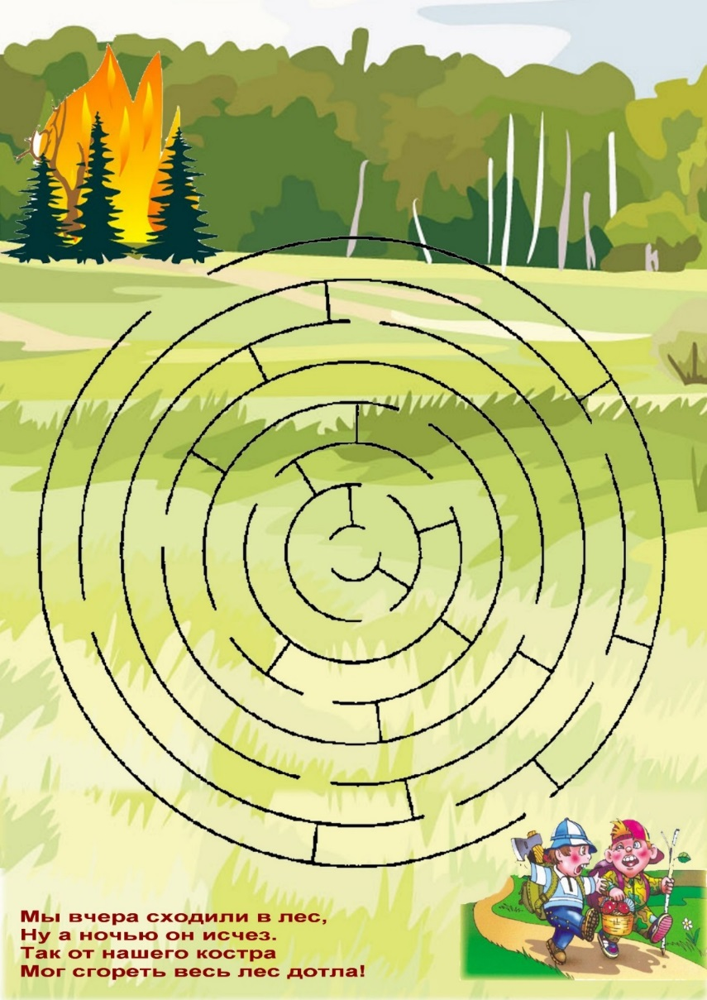 Мы вчера сходили в лес,
Ну а ночью он исчез.
Так от нашего костра
Мог сгореть весь лес дотла!